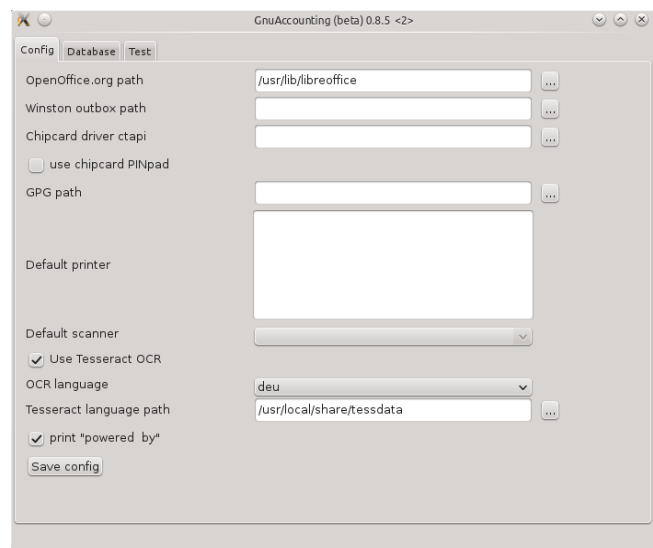 GnuAccounting (beta) 0.8.5 <2>
Config Database Test
OpenOffice.org path /usr/lib/libreoffice ...
Winston outbox path ...
Chipcard driver ctapi ...
use chipcard PINpad
GPG path ...
Default printer
Default scanner
Use Tesseract OCR
OCR language deu
Tesseract language path /usr/local/share/tessdata ...
print "powered by"
Save config